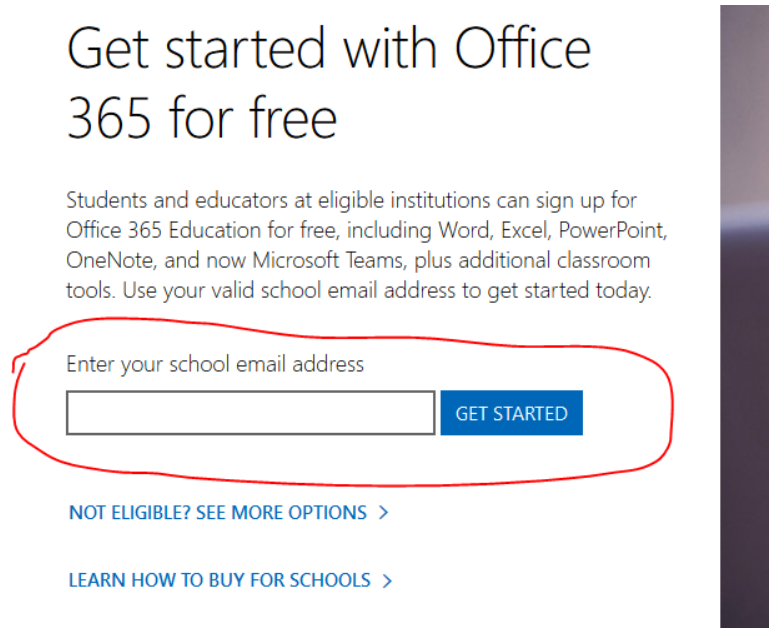 Get started with Office
365 for free
Students and educators at eligible institutions can sign up for
Office 365 Education for free, including Word, Excel, PowerPoint,
OneNote, and now Microsoft Teams, plus additional classroom
tools. Use your valid school email address to get started today.
Enter your school email address
GET STARTED
NOT ELIGIBLE? SEE MORE OPTIONS >
LEARN HOW TO BUY FOR SCHOOLS >